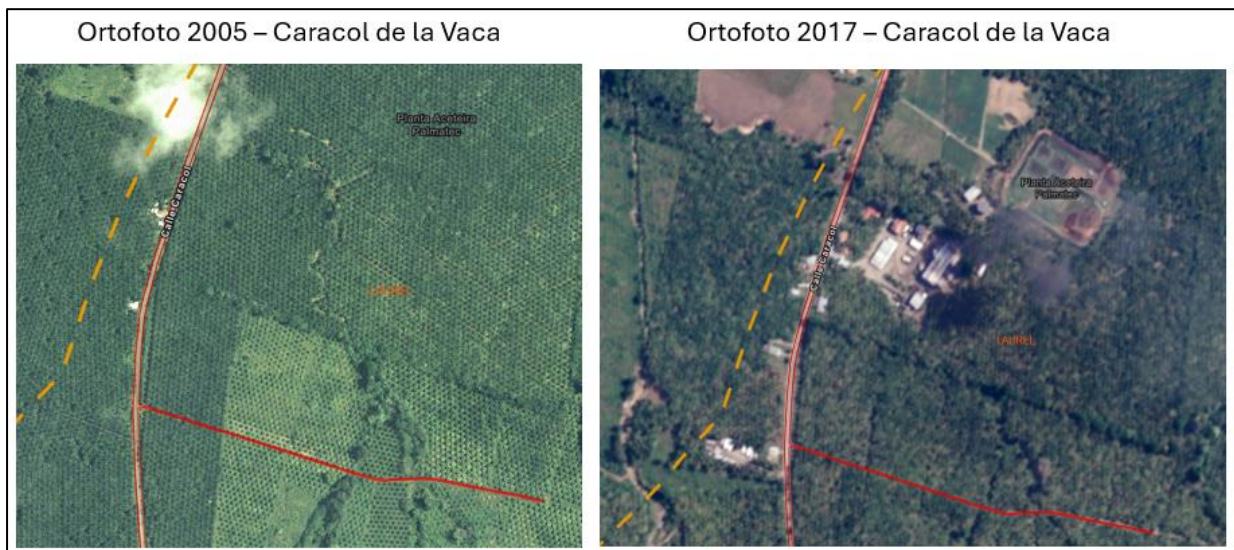 Ortofoto 2005 – Caracol de la Vaca
Ortofoto 2017 – Caracol de la Vaca
Planta Aceteira
Palmatec
Calle Caracol
LAUREL
Planta Aceteira
Palmatec
Calle Caracol
LAUREL